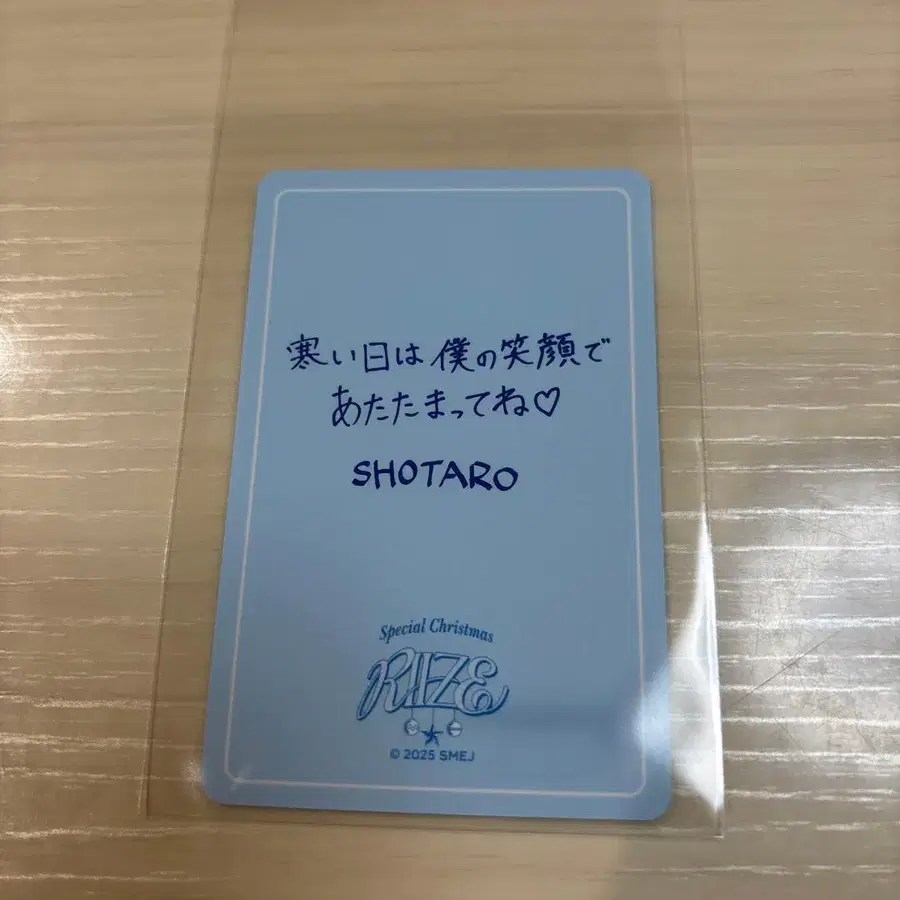 寒い日は僕の笑顔で
あたたまってね♡
SHOTARO
Special Christmas
RIIZE
© 2025 SMEJ